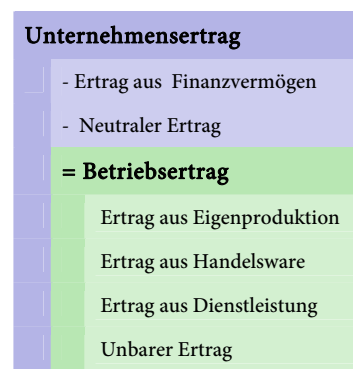 Unternehmensertrag
- Ertrag aus Finanzvermögen
- Neutraler Ertrag
= Betriebsertrag
Ertrag aus Eigenproduktion
Ertrag aus Handelsware
Ertrag aus Dienstleistung
Unbarer Ertrag